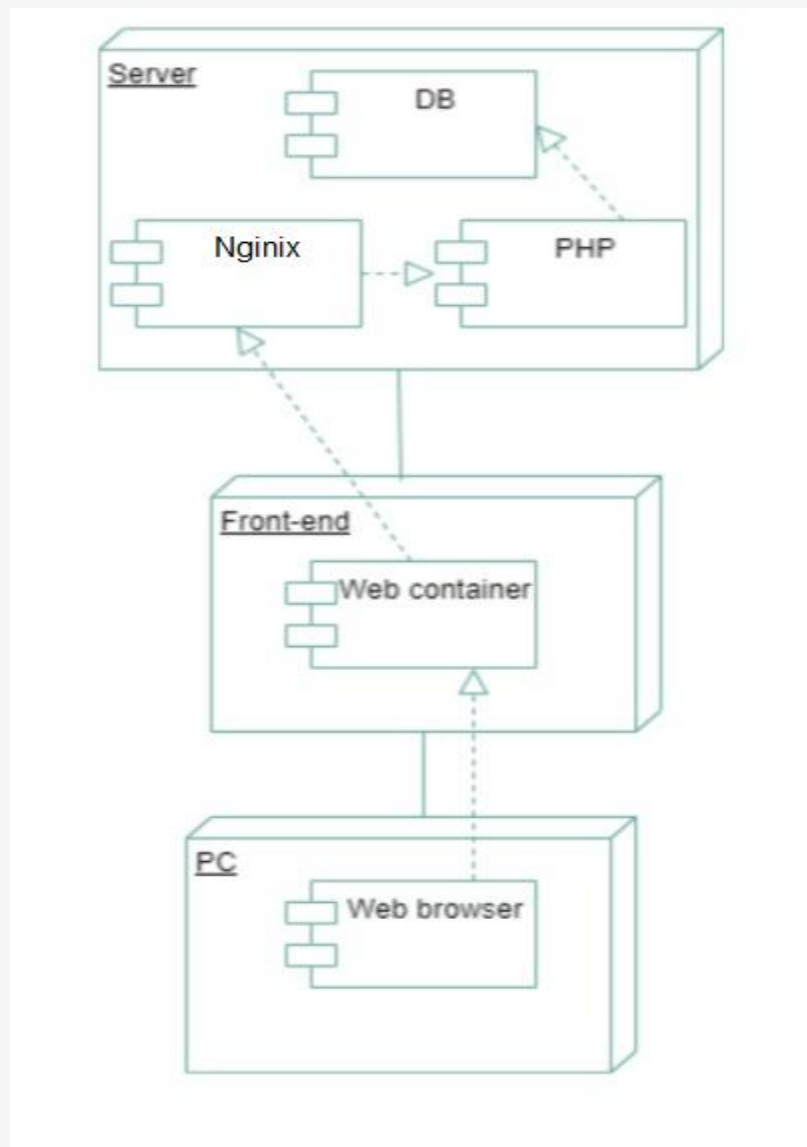 Server
DB
Nginix
PHP
Front-end
Web container
PC
Web browser